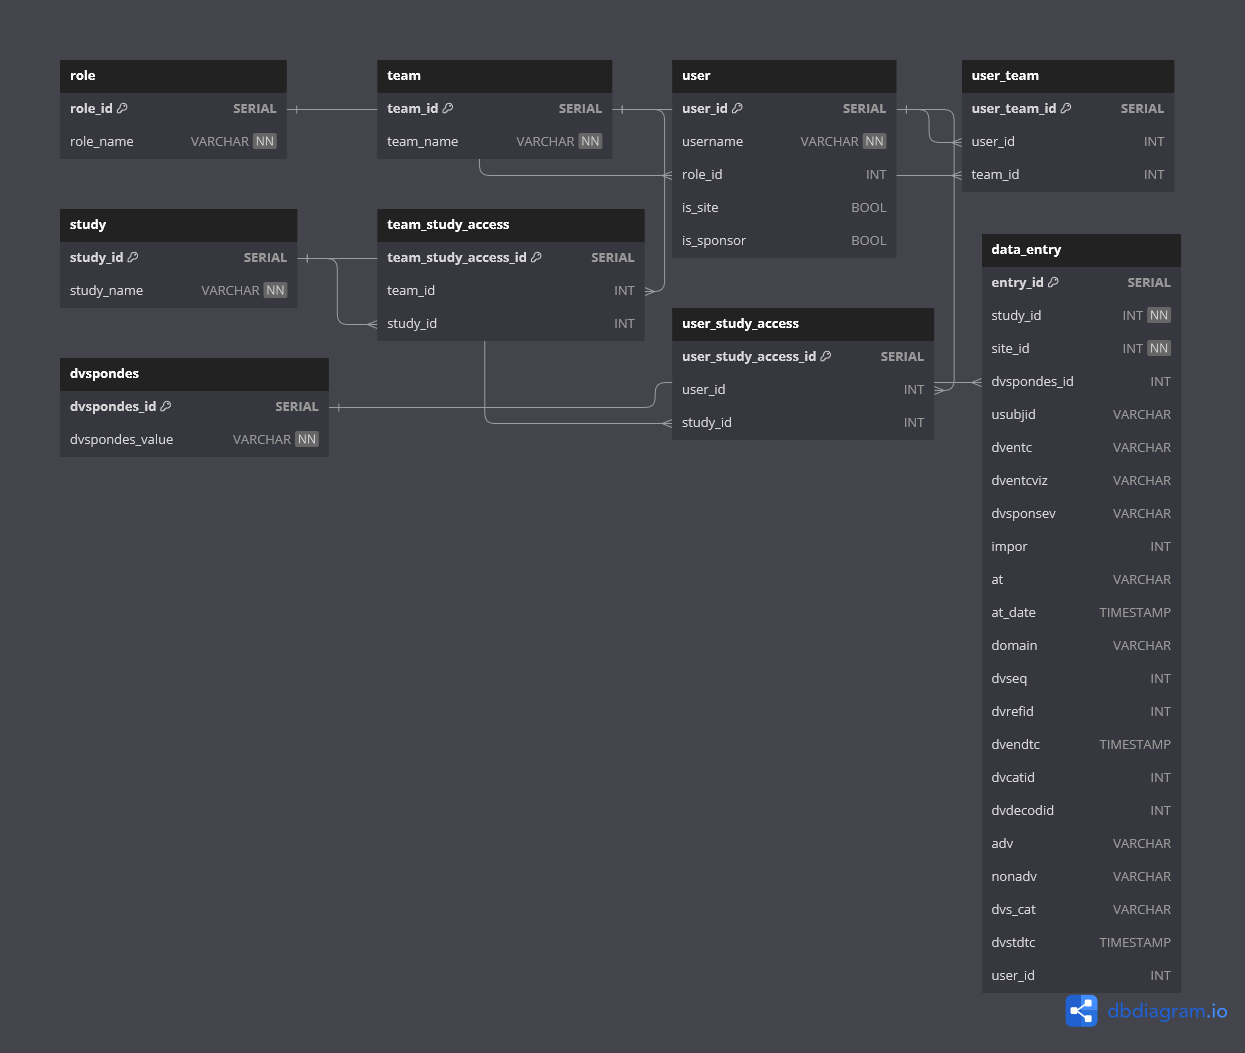 role
role_id SERIAL
role_name VARCHAR NN
team
team_id SERIAL
team_name VARCHAR NN
user
user_id SERIAL
username VARCHAR NN
role_id INT
is_site BOOL
is_sponsor BOOL
user_team
user_team_id SERIAL
user_id INT
team_id INT
study
study_id SERIAL
study_name VARCHAR NN
team_study_access
team_study_access_id SERIAL
team_id INT
study_id INT
data_entry
entry_id SERIAL
study_id INT NN
site_id INT NN
dvspondes_id INT
usubjid VARCHAR
dventc VARCHAR
dventcviz VARCHAR
dvsponsev VARCHAR
impor INT
at VARCHAR
at_date TIMESTAMP
domain VARCHAR
dvseq INT
dvrefid INT
dvendtc TIMESTAMP
dvcatid INT
dvdecodid INT
adv VARCHAR
nonadv VARCHAR
dvs_cat VARCHAR
dvstdtc TIMESTAMP
user_id INT
user_study_access
user_study_access_id SERIAL
user_id INT
study_id INT
dvspondes
dvspondes_id SERIAL
dvspondes_value VARCHAR NN
dbdiagram.io